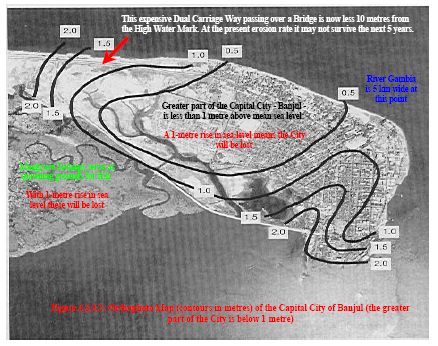 This expensive Dual Carriage Way passing over a Bridge is now less 10 metres from
the High Water Mark. At the present erosion rate it may not survive the next 5 years.
2.0
1.5
1.0
0.5
River Gambia
is 5 km wide at
this point
0.5
2.0
1.5
Greater part of the Capital City - Banjul -
is less than 1 metre above mean sea level.
A 1-metre rise in sea level means the City
will be lost
With 1-metre rise in sea
level these will be lost
1.0
1.5
2.0
1.0
1.5
2.0
Orthophoto Map (contours in metres) of the Capital City of Banjul (the greater
part of the City is below 1 metre)